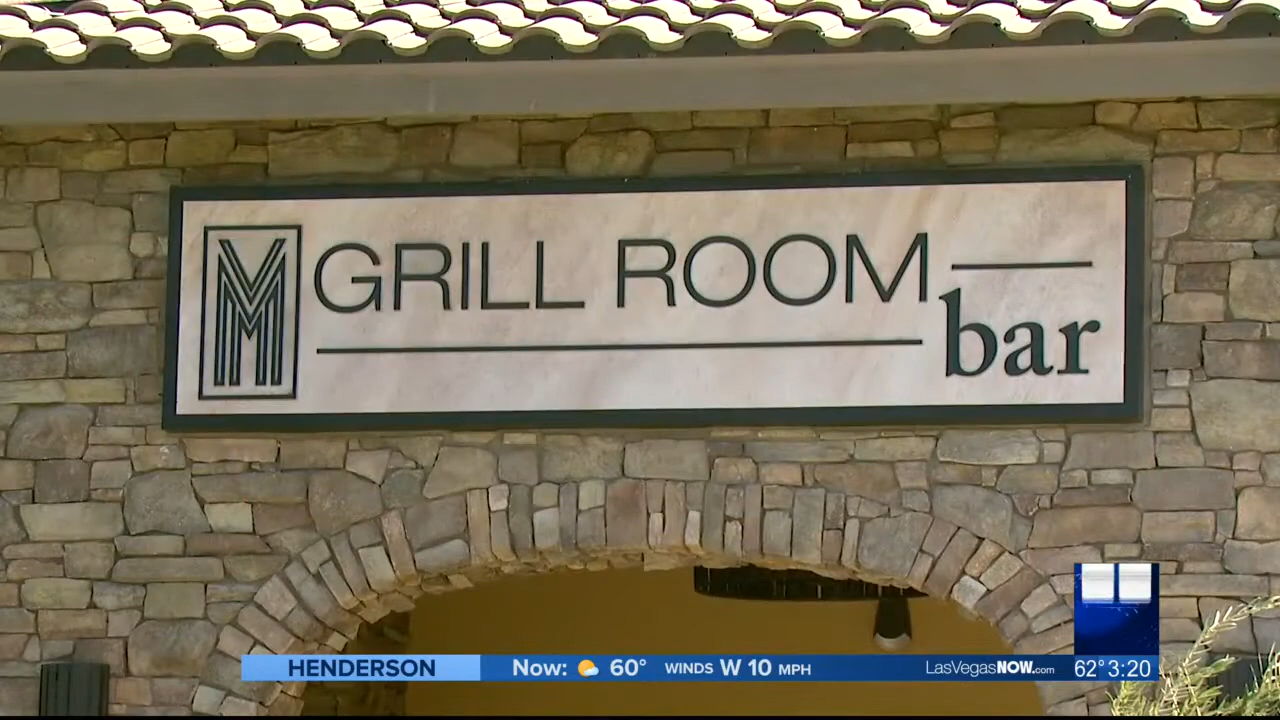 M GRILL ROOM
bar
HENDERSON
Now: 60° WINDS W 10 MPH
LasVegasNOW.com
62° 3:20